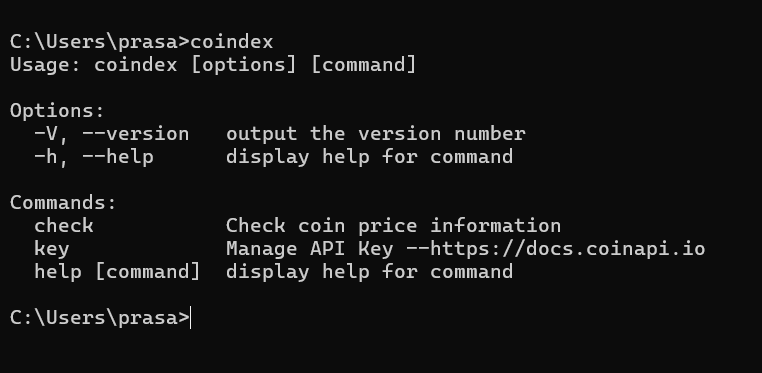 C:\Users\prasa>coindex
Usage: coindex [options] [command]
Options:
-V, --version   output the version number
-h, --help      display help for command
Commands:
check           Check coin price information
key             Manage API Key --https://docs.coinapi.io
help [command]  display help for command
C:\Users\prasa>